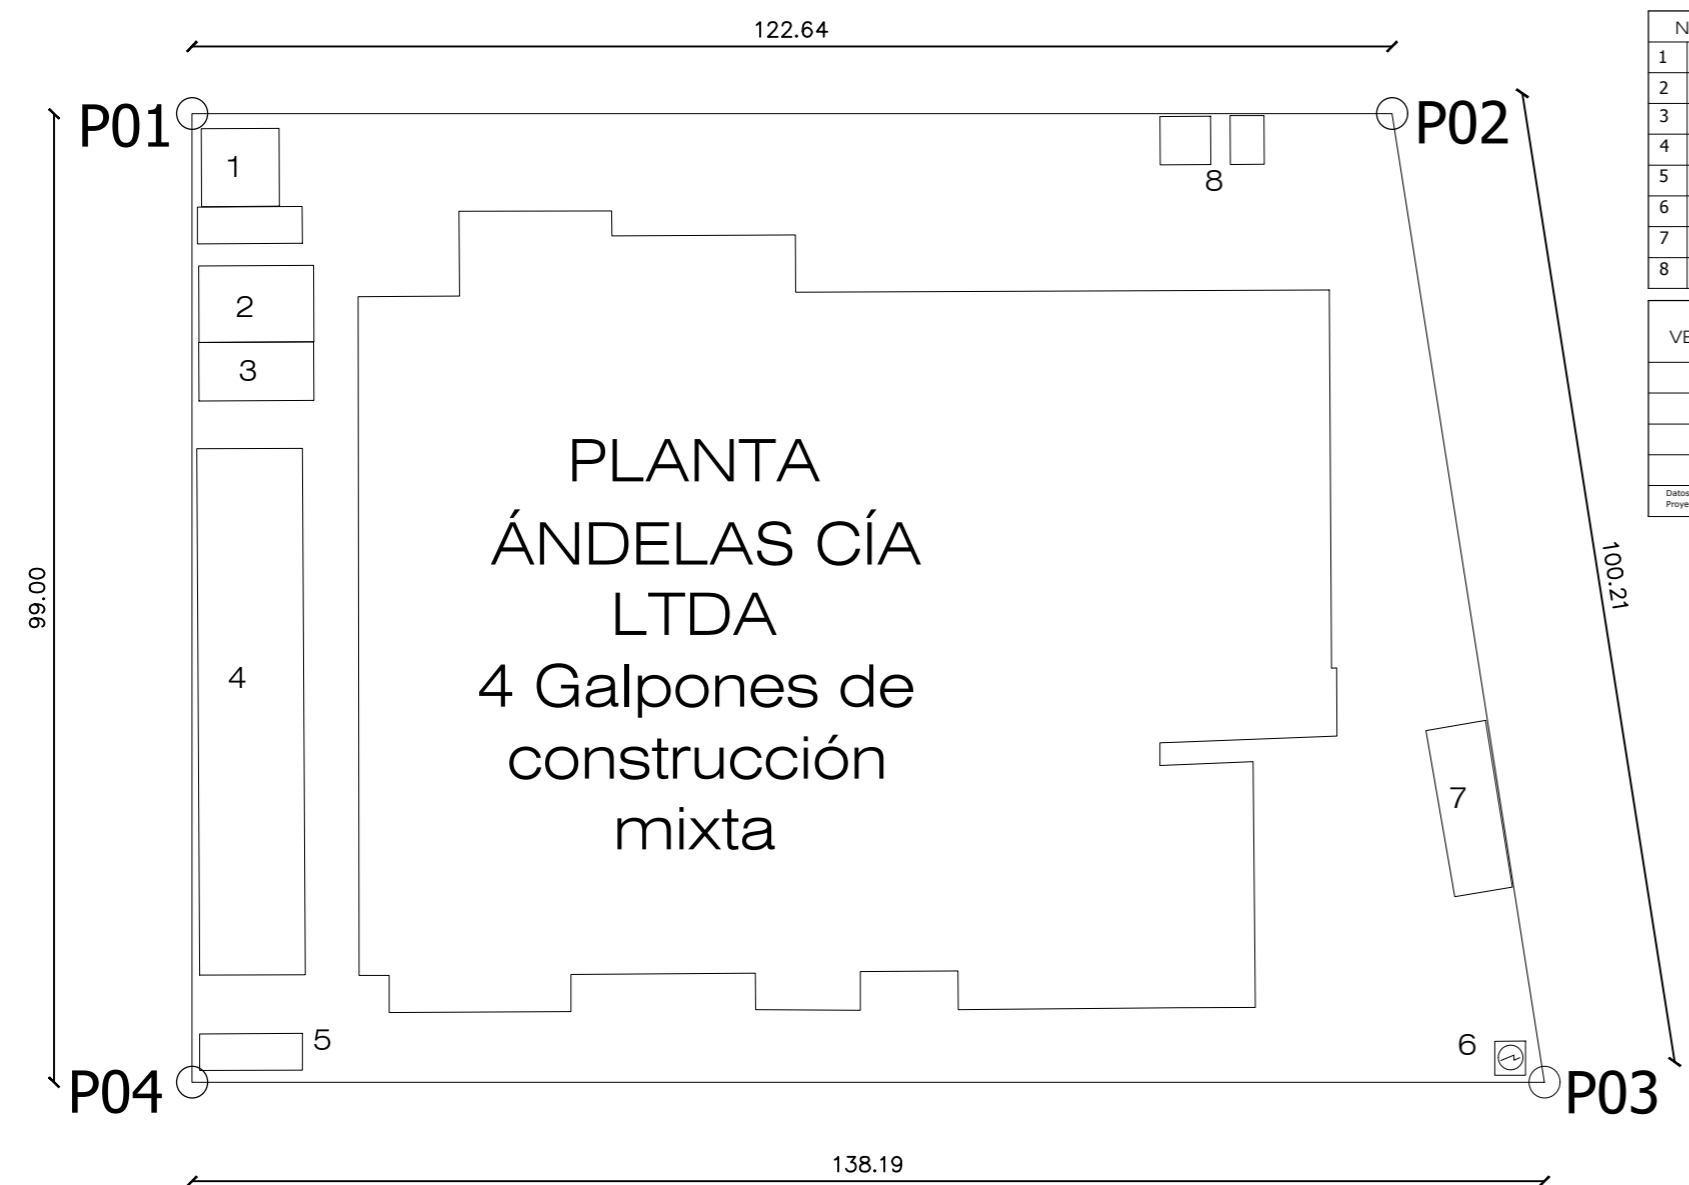 122.64
P01
P02
1
8
2
3
99.00
PLANTA
ÁNDELAS CÍA
LTDA
4 Galpones de
construcción
mixta
4
100.21
7
5
6
P04
P03
138.19
N
1
2
3
4
5
6
7
8
VE
Datos
Proye